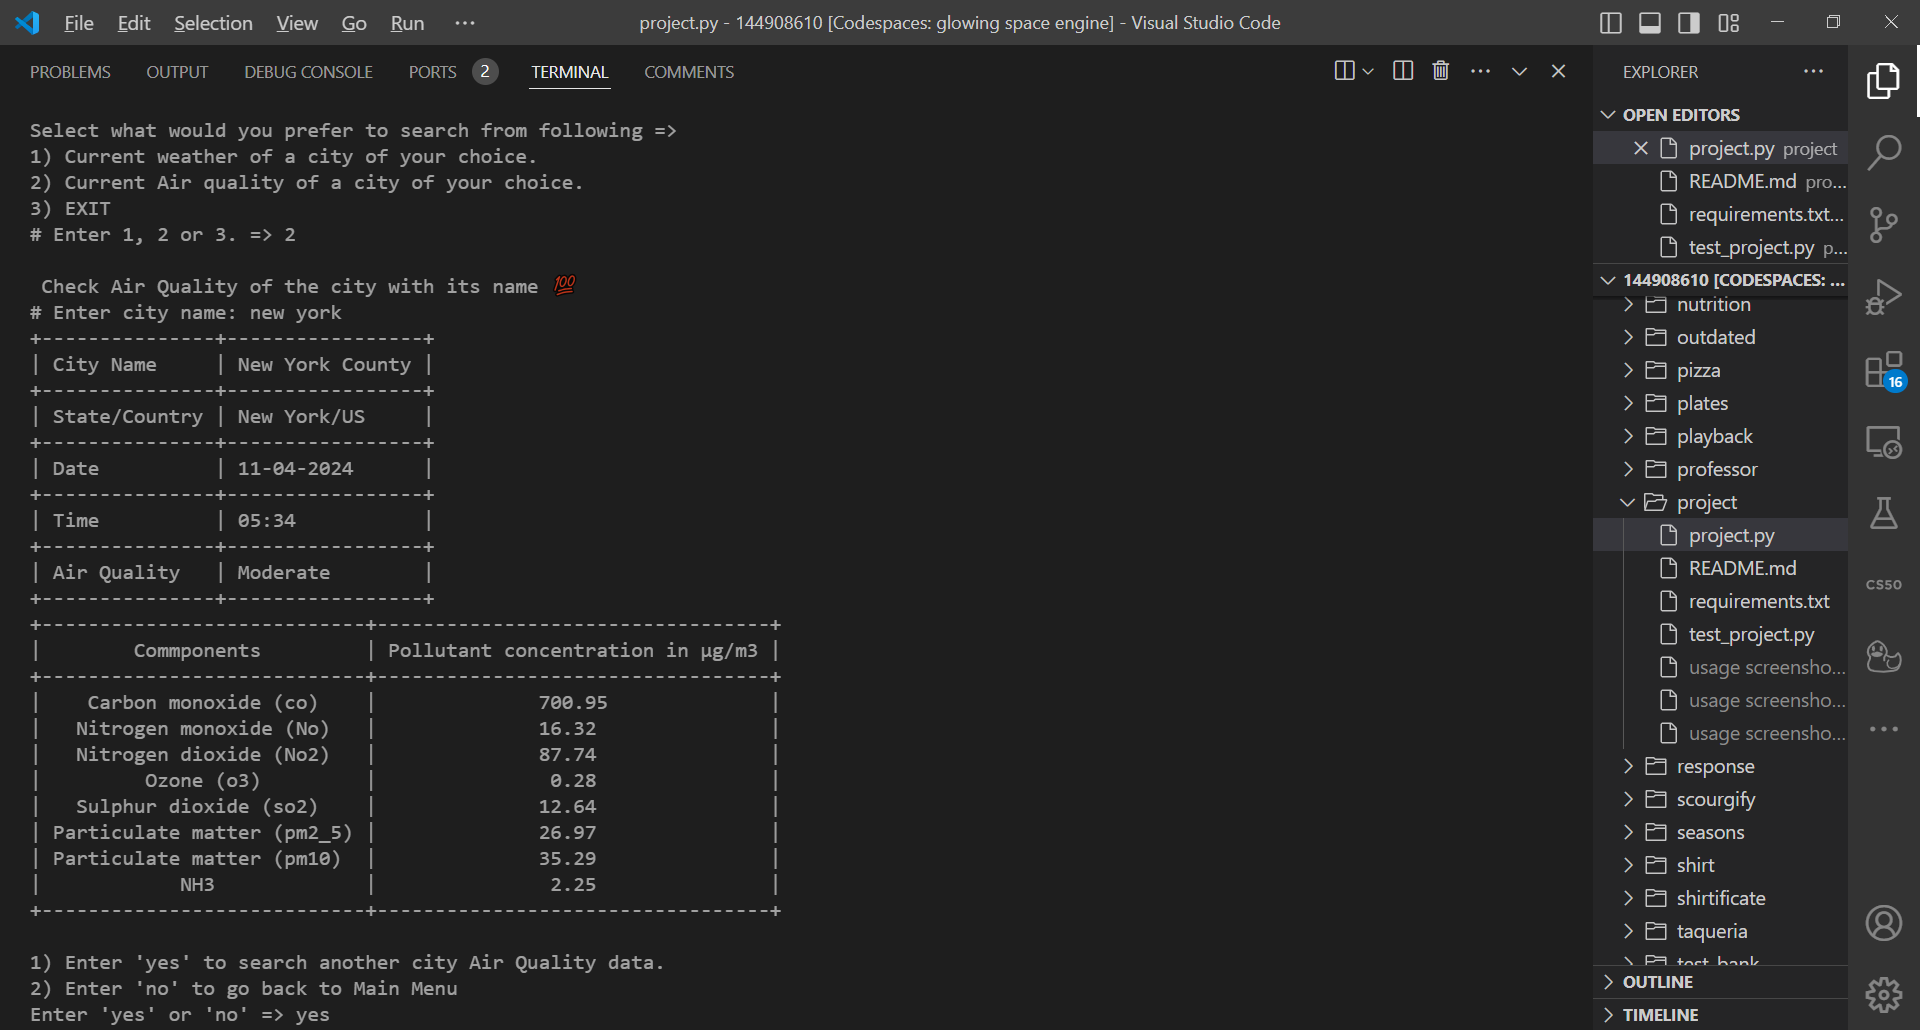 File Edit Selection View Go Run ··· project.py - 144908610 [Codespaces: glowing space engine] - Visual Studio Code
PROBLEMS OUTPUT DEBUG CONSOLE PORTS 2 TERMINAL COMMENTS
Select what would you prefer to search from following =>
1) Current weather of a city of your choice.
2) Current Air quality of a city of your choice.
3) EXIT
# Enter 1, 2 or 3. => 2
Check Air Quality of the city with its name 💯
# Enter city name: new york
+---------------+-----------------+
| City Name     | New York County |
+---------------+-----------------+
| State/Country | New York/US     |
+---------------+-----------------+
| Date          | 11-04-2024      |
+---------------+-----------------+
| Time          | 05:34           |
+---------------+-----------------+
| Air Quality   | Moderate        |
+---------------+-----------------+
+----------------------------+----------------------------------+
|        Commponents         | Pollutant concentration in µg/m3 |
+----------------------------+----------------------------------+
|    Carbon monoxide (co)    |              700.95              |
|   Nitrogen monoxide (No)   |              16.32               |
|   Nitrogen dioxide (No2)   |              87.74               |
|         Ozone (o3)         |               0.28               |
|   Sulphur dioxide (so2)    |              12.64               |
| Particulate matter (pm2_5) |              26.97               |
| Particulate matter (pm10)  |              35.29               |
|            NH3             |               2.25               |
+----------------------------+----------------------------------+
1) Enter 'yes' to search another city Air Quality data.
2) Enter 'no' to go back to Main Menu
Enter 'yes' or 'no' => yes
EXPLORER
OPEN EDITORS
project.py project
README.md pro...
requirements.txt...
test_project.py p...
144908610 [CODESPACES: ...
nutrition
outdated
pizza
plates
playback
professor
project
project.py
README.md
requirements.txt
test_project.py
usage screensho...
usage screensho...
usage screensho...
response
scourgify
seasons
shirt
shirtificate
taqueria
test_bank
OUTLINE
TIMELINE
16
CS50